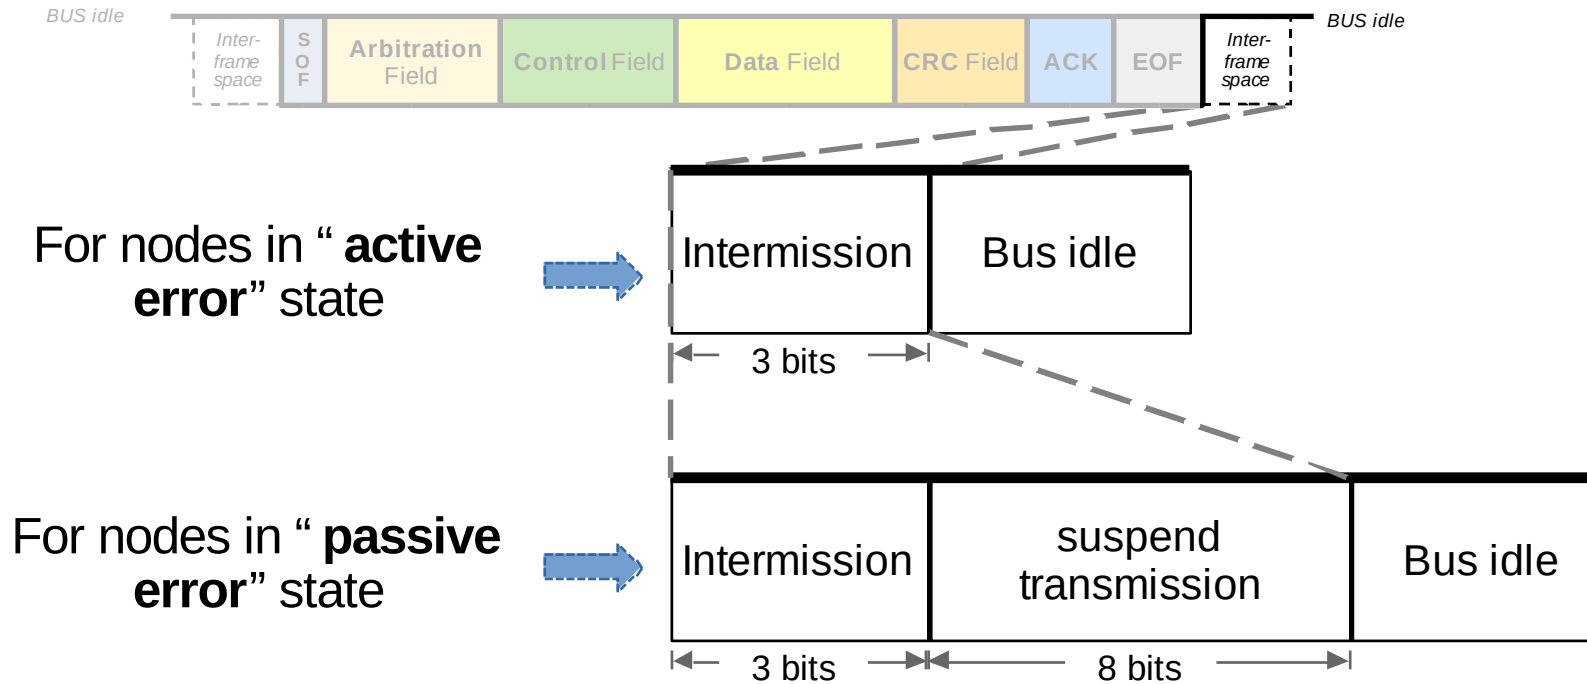 BUS idle
Inter-
frame
space
S
O
F
Arbitration
Field
Control Field
Data Field
CRC Field
ACK
EOF
Inter-
frame
space
BUS idle
For nodes in “ active
error” state
Intermission
Bus idle
3 bits
For nodes in “ passive
error” state
Intermission
suspend
transmission
Bus idle
3 bits
8 bits